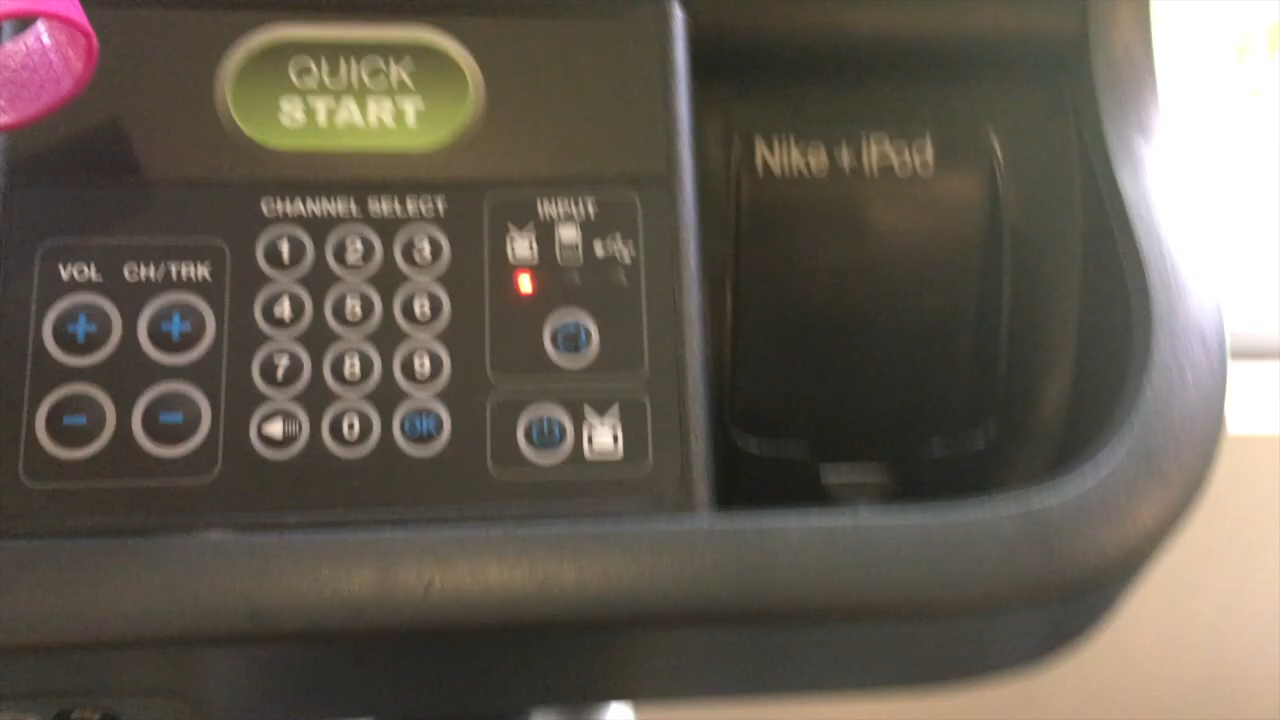 QUICK
START
Nike + iPod
CHANNEL SELECT
INPUT
VOL CH/TRK
1 2 3
4 5 6
7 8 9
0 OK